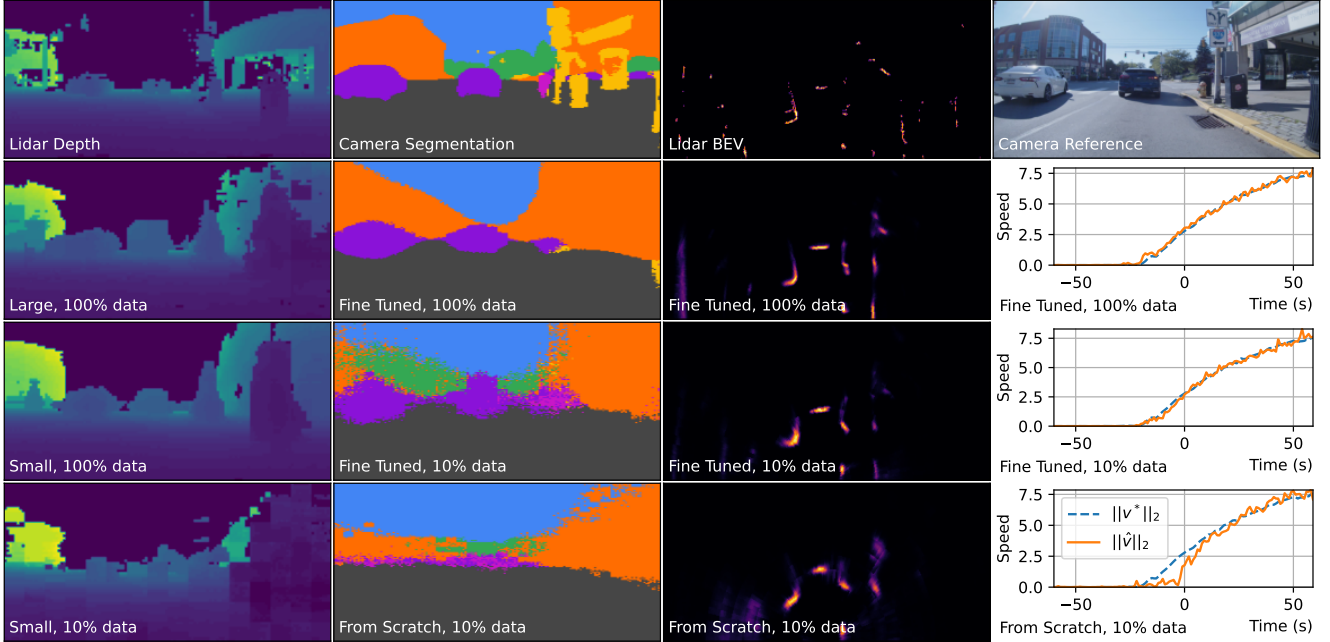 Lidar Depth
Camera Segmentation
Lidar BEV
Camera Reference
Large, 100% data
Fine Tuned, 100% data
Fine Tuned, 100% data
Speed
7.5
5.0
2.5
0.0
−50
0
50
Fine Tuned, 100% data
Time (s)
Small, 100% data
Fine Tuned, 10% data
Fine Tuned, 10% data
Speed
7.5
5.0
2.5
0.0
−50
0
50
Fine Tuned, 10% data
Time (s)
Small, 10% data
From Scratch, 10% data
From Scratch, 10% data
Speed
7.5
5.0
2.5
0.0
||v*||₂
||v̂||₂
−50
0
50
From Scratch, 10% data
Time (s)